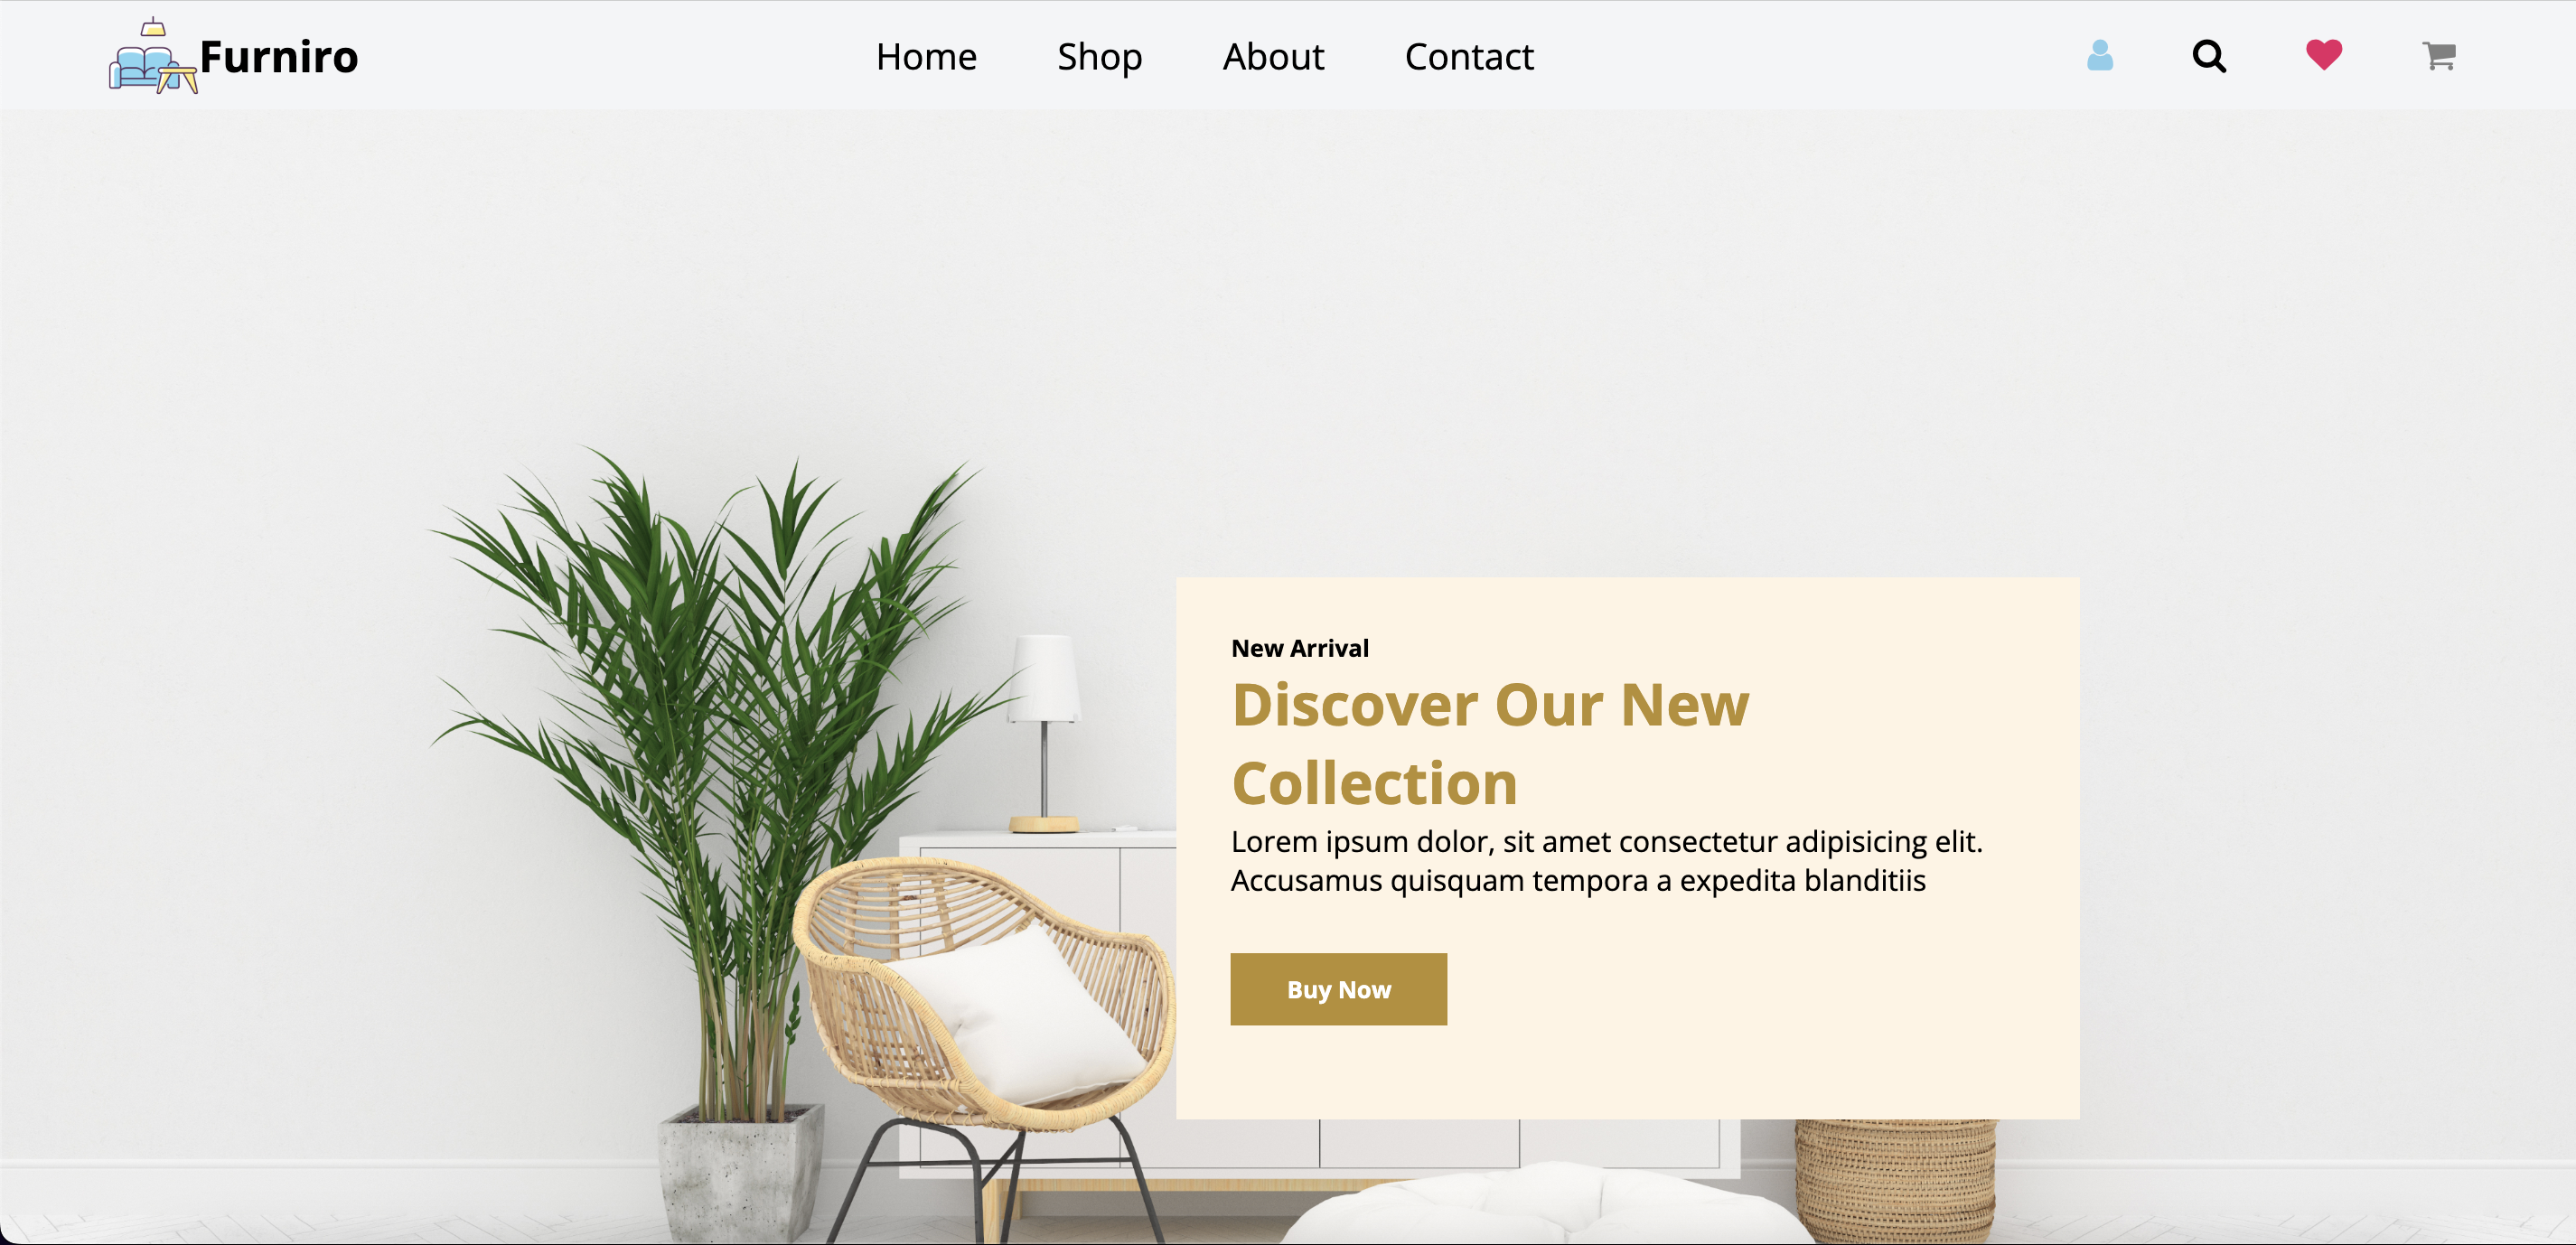 Furniro
Home Shop About Contact
New Arrival
Discover Our New
Collection
Lorem ipsum dolor, sit amet consectetur adipisicing elit.
Accusamus quisquam tempora a expedita blanditiis
Buy Now